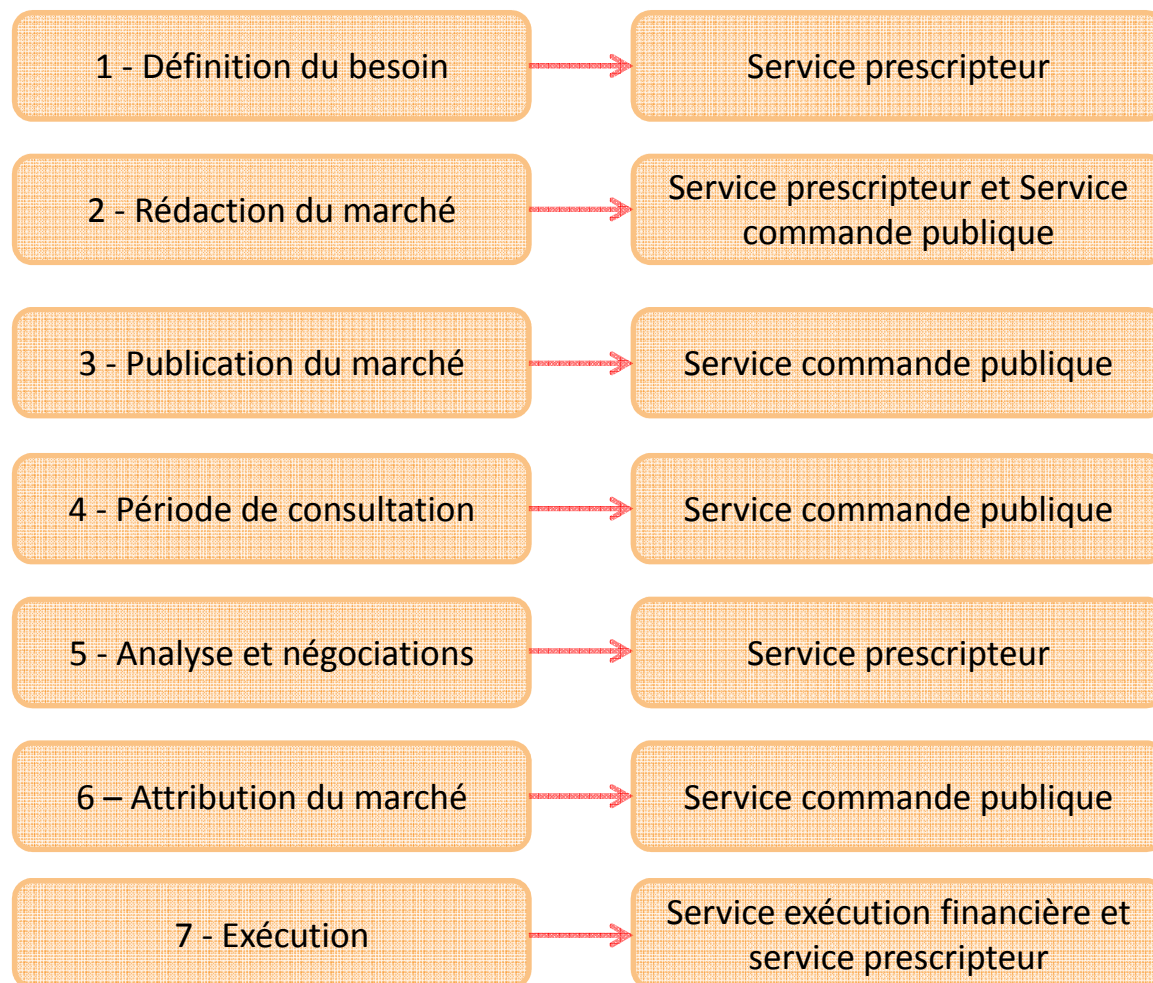 1 - Définition du besoin
Service prescripteur
2 - Rédaction du marché
Service prescripteur et Service
commande publique
3 - Publication du marché
Service commande publique
4 - Période de consultation
Service commande publique
5 - Analyse et négociations
Service prescripteur
6 – Attribution du marché
Service commande publique
7 - Exécution
Service exécution financière et
service prescripteur